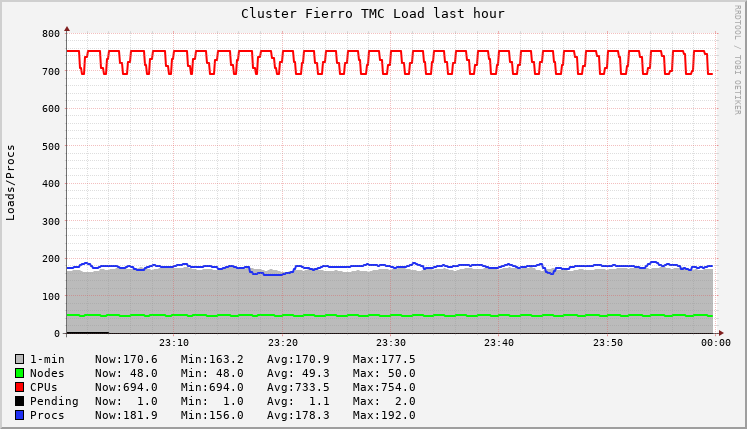 Cluster Fierro TMC Load last hour
RRDTOOL / TOBI OETIKER
Loads/Procs
800
700
600
500
400
300
200
100
0
23:10 23:20 23:30 23:40 23:50 00:00
1-min Now:170.6 Min:163.2 Avg:170.9 Max:177.5
Nodes Now: 48.0 Min: 48.0 Avg: 49.3 Max: 50.0
CPUs Now:694.0 Min:694.0 Avg:733.5 Max:754.0
Pending Now: 1.0 Min: 1.0 Avg: 1.1 Max: 2.0
Procs Now:181.9 Min:156.0 Avg:178.3 Max:192.0